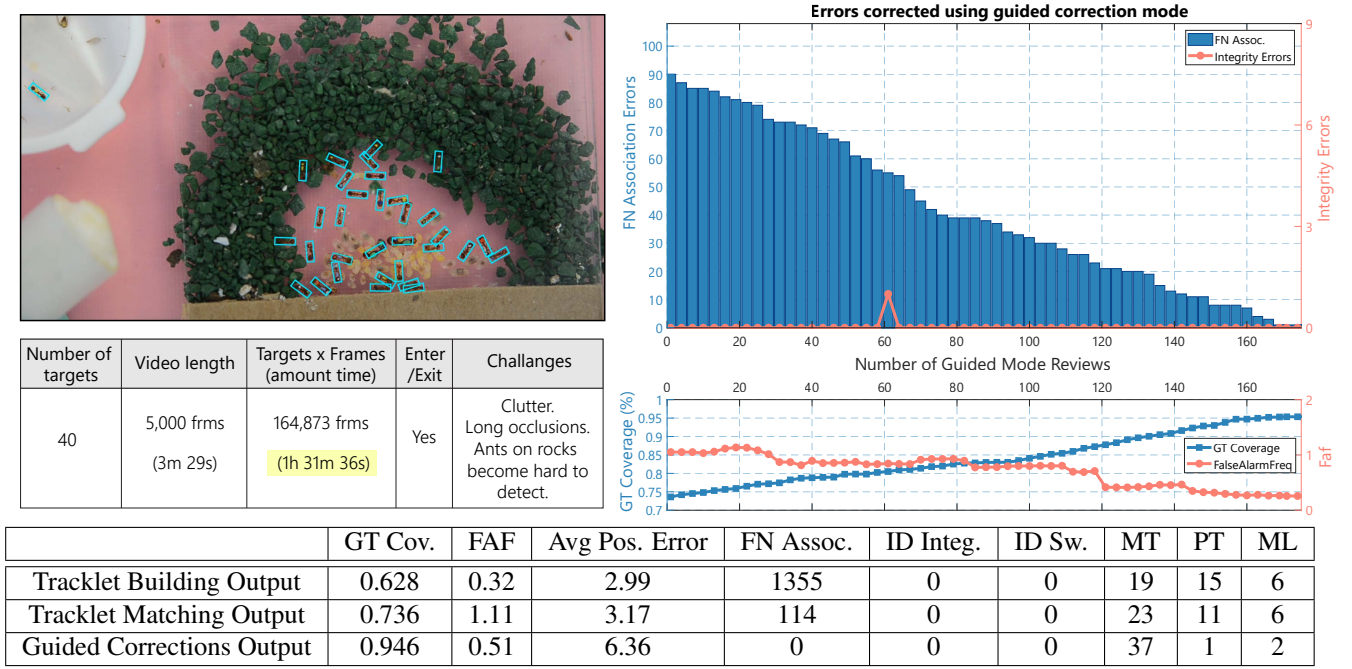 Errors corrected using guided correction mode
FN Association Errors
100
90
80
70
60
50
40
30
20
10
0
FN Assoc.
Integrity Errors
9
6
3
0
Integrity Errors
0 20 40 60 80 100 120 140 160
Number of Guided Mode Reviews
20 40 60 80 100 120 140 160
GT Coverage (%)
1
0.95
0.9
0.85
0.8
0.75
0.7
GT Coverage
FalseAlarmFreq
2
1
0
Faf
Number of targets Video length Targets x Frames (amount time) Enter /Exit Challanges
40
5,000 frms
(3m 29s)
164,873 frms
(1h 31m 36s)
Yes
Clutter.
Long occlusions.
Ants on rocks
become hard to
detect.
GT Cov. FAF Avg Pos. Error FN Assoc. ID Integ. ID Sw. MT PT ML
Tracklet Building Output 0.628 0.32 2.99 1355 0 0 19 15 6
Tracklet Matching Output 0.736 1.11 3.17 114 0 0 23 11 6
Guided Corrections Output 0.946 0.51 6.36 0 0 0 37 1 2